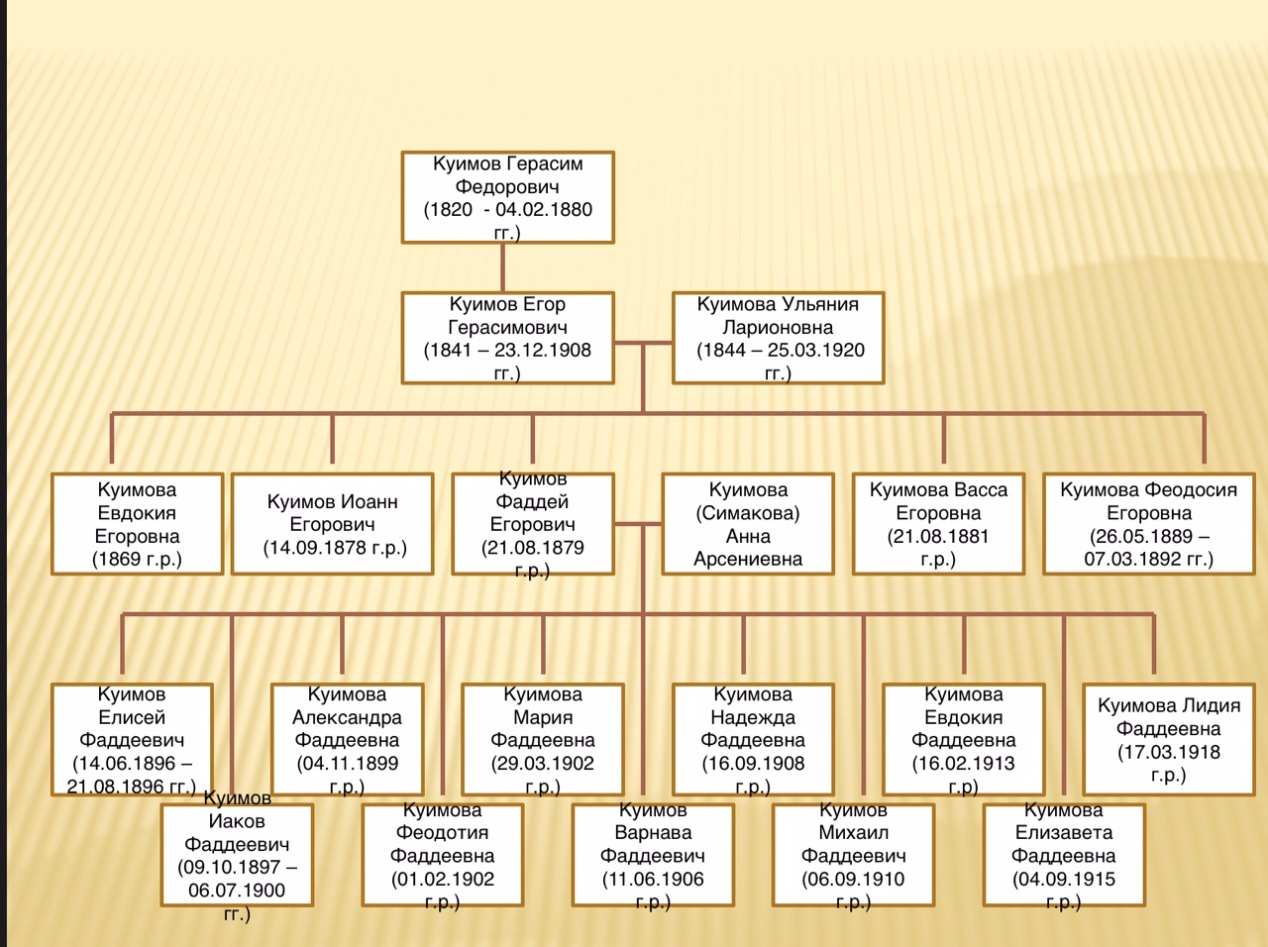 Куимов Герасим
Федорович
(1820 - 04.02.1880
гг.)
Куимов Егор
Герасимович
(1841 – 23.12.1908
гг.)
Куимова Ульяния
Ларионовна
(1844 – 25.03.1920
гг.)
Куимова
Евдокия
Егоровна
(1869 г.р.)
Куимов Иоанн
Егорович
(14.09.1878 г.р.)
Куимов
Фаддей
Егорович
(21.08.1879
г.р.)
Куимова
(Симакова)
Анна
Арсениевна
Куимова Васса
Егоровна
(21.08.1881
г.р.)
Куимова Феодосия
Егоровна
(26.05.1889 –
07.03.1892 гг.)
Куимов
Елисей
Фаддеевич
(14.06.1896 –
21.08.1896 гг.)
Куимова
Александра
Фаддеевна
(04.11.1899
г.р.)
Куимова
Мария
Фаддеевна
(29.03.1902
г.р.)
Куимова
Надежда
Фаддеевна
(16.09.1908
г.р.)
Куимова
Евдокия
Фаддеевна
(16.02.1913
г.р)
Куимова Лидия
Фаддеевна
(17.03.1918
г.р.)
Куимов
Иаков
Фаддеевич
(09.10.1897 –
06.07.1900
гг.)
Куимова
Феодотия
Фаддеевна
(01.02.1902
г.р.)
Куимов
Варнава
Фаддеевич
(11.06.1906
г.р.)
Куимов
Михаил
Фаддеевич
(06.09.1910
г.р.)
Куимова
Елизавета
Фаддеевна
(04.09.1915
г.р.)